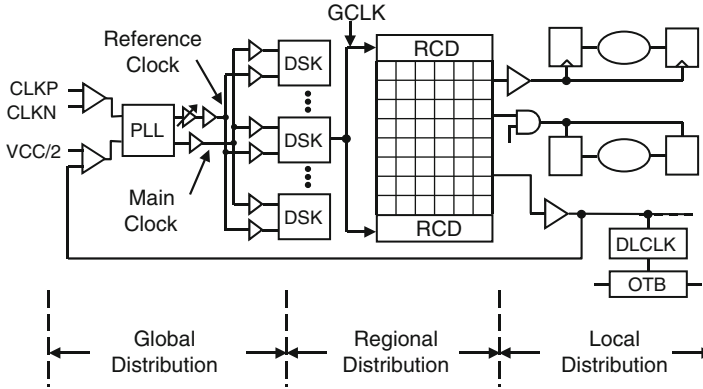 GCLK
Reference
Clock
RCD
DSK
CLKP
CLKN
PLL
DSK
VCC/2
Main
Clock
DSK
RCD
DLCLK
OTB
Global
Distribution
Regional
Distribution
Local
Distribution